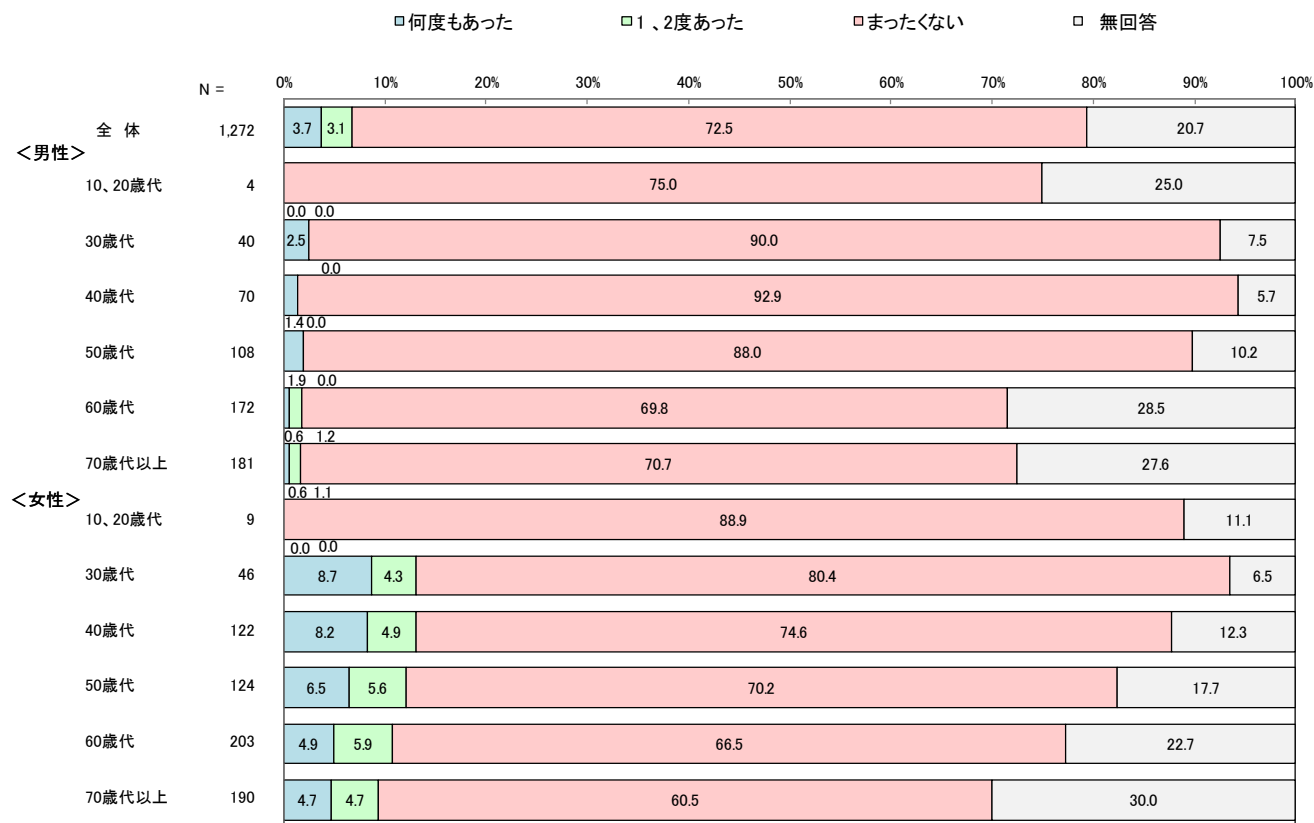 何度もあった 1、2度あった まったくない 無回答
N = 0% 10% 20% 30% 40% 50% 60% 70% 80% 90% 100%
全 体 1,272 3.7 3.1 72.5 20.7
＜男性＞
10、20歳代 4 75.0 25.0
0.0 0.0
30歳代 40 2.5 90.0 7.5
0.0
40歳代 70 92.9 5.7
1.4 0.0
50歳代 108 88.0 10.2
1.9 0.0
60歳代 172 69.8 28.5
0.6 1.2
70歳代以上 181 70.7 27.6
0.6 1.1
＜女性＞
10、20歳代 9 88.9 11.1
0.0 0.0
30歳代 46 8.7 4.3 80.4 6.5
40歳代 122 8.2 4.9 74.6 12.3
50歳代 124 6.5 5.6 70.2 17.7
60歳代 203 4.9 5.9 66.5 22.7
70歳代以上 190 4.7 4.7 60.5 30.0